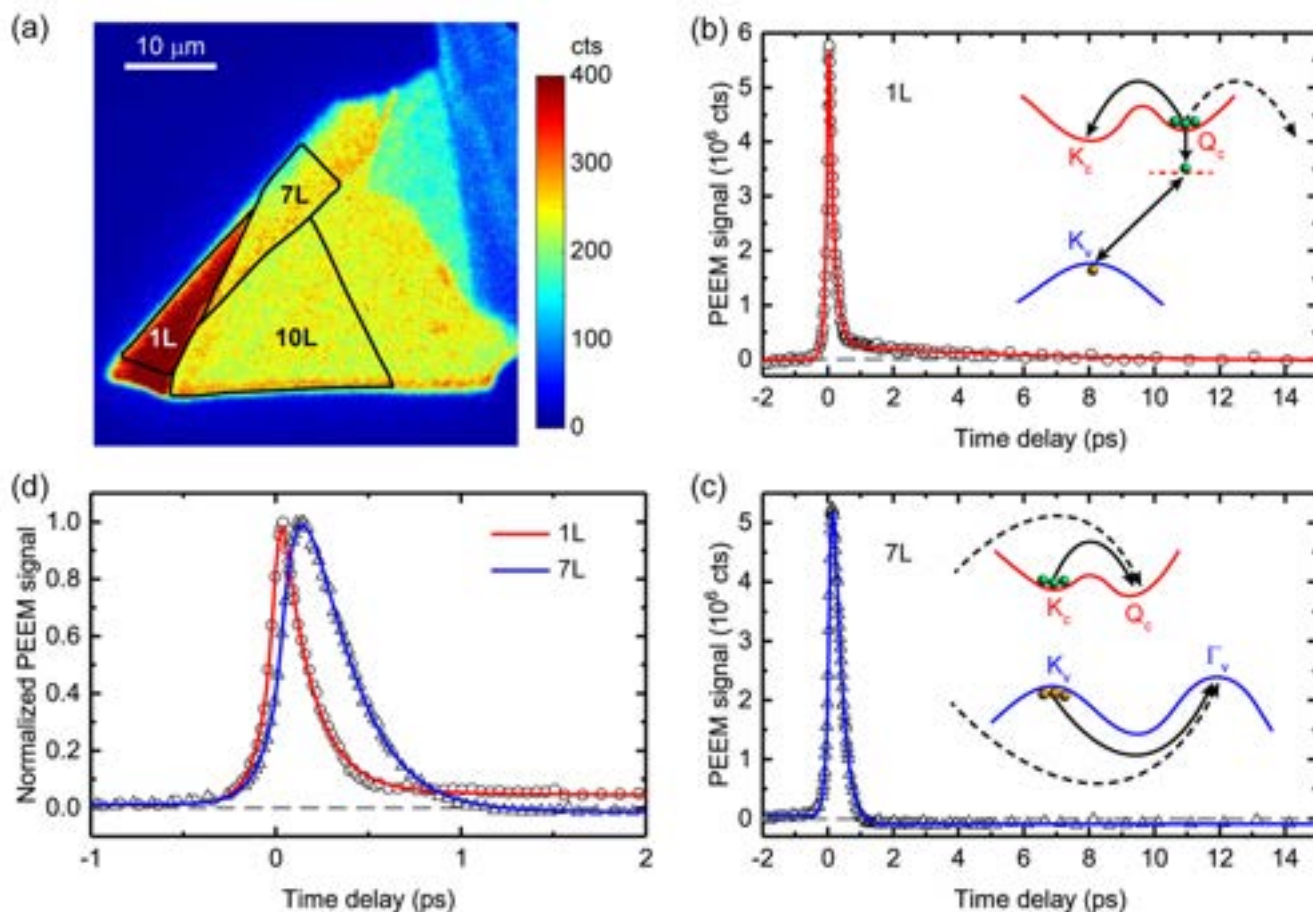 (a)
10 μm
cts
400
300
200
100
0
7L
1L
10L
(b)
PEEM signal (10⁶ cts)
6
5
4
3
2
1
0
1L
K_c
Q_c
K_v
-2 0 2 4 6 8 10 12 14
Time delay (ps)
(d)
Normalized PEEM signal
1.0
0.8
0.6
0.4
0.2
0.0
1L
7L
-1 0 1 2
Time delay (ps)
(c)
PEEM signal (10⁶ cts)
5
4
3
2
1
0
7L
K_c
Q_c
K_v
Γ_v
-2 0 2 4 6 8 10 12 14
Time delay (ps)